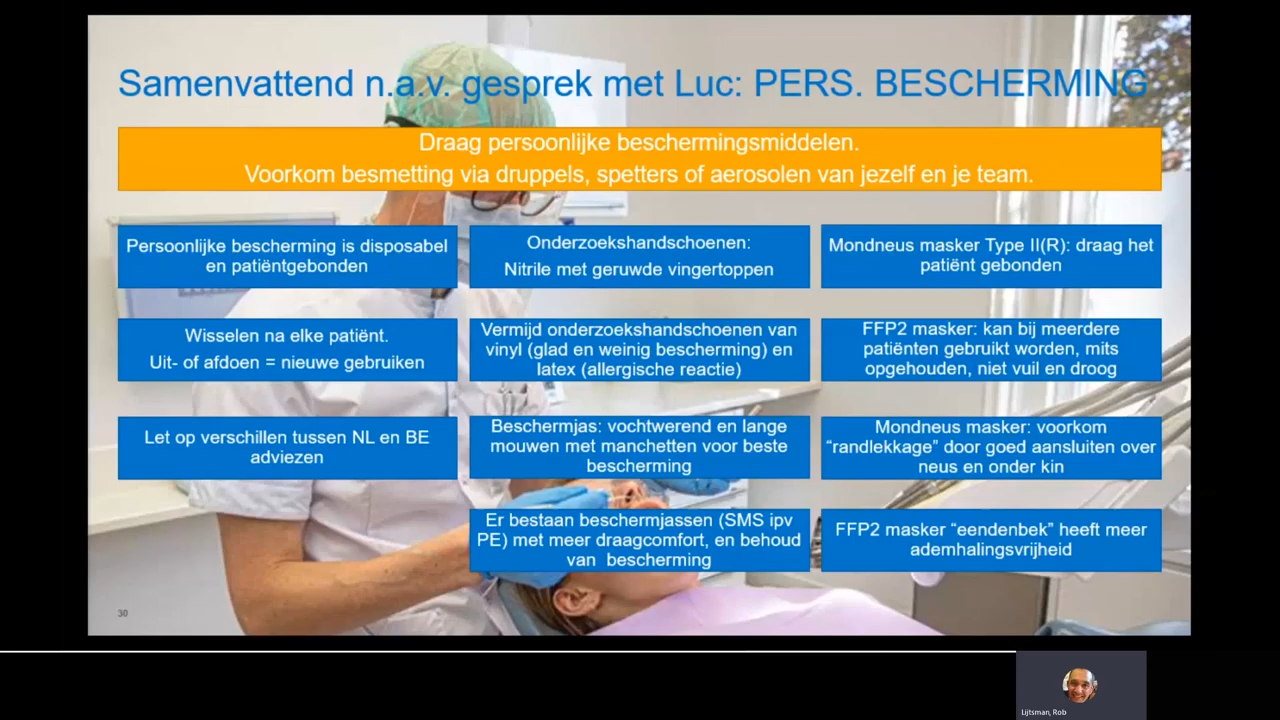 Samenvattend n.a.v. gesprek met Luc: PERS. BESCHERMING
Draag persoonlijke beschermingsmiddelen.
Voorkom besmetting via druppels, spetters of aerosolen van jezelf en je team.
Persoonlijke bescherming is disposabel
en patiëntgebonden
Onderzoekshandschoenen:
Nitrile met geruwde vingertoppen
Mondneus masker Type II(R): draag het
patiënt gebonden
Wisselen na elke patiënt.
Uit- of afdoen = nieuwe gebruiken
Vermijd onderzoekshandschoenen van
vinyl (glad en weinig bescherming) en
latex (allergische reactie)
FFP2 masker: kan bij meerdere
patiënten gebruikt worden, mits
opgehouden, niet vuil en droog
Let op verschillen tussen NL en BE
adviezen
Beschermjas: vochtwerend en lange
mouwen met manchetten voor beste
bescherming
Mondneus masker: voorkom
“randlekkage” door goed aansluiten over
neus en onder kin
Er bestaan beschermjassen (SMS ipv
PE) met meer draagcomfort, en behoud
van bescherming
FFP2 masker “eendenbek” heeft meer
ademhalingsvrijheid
30
Lijtsman, Rob